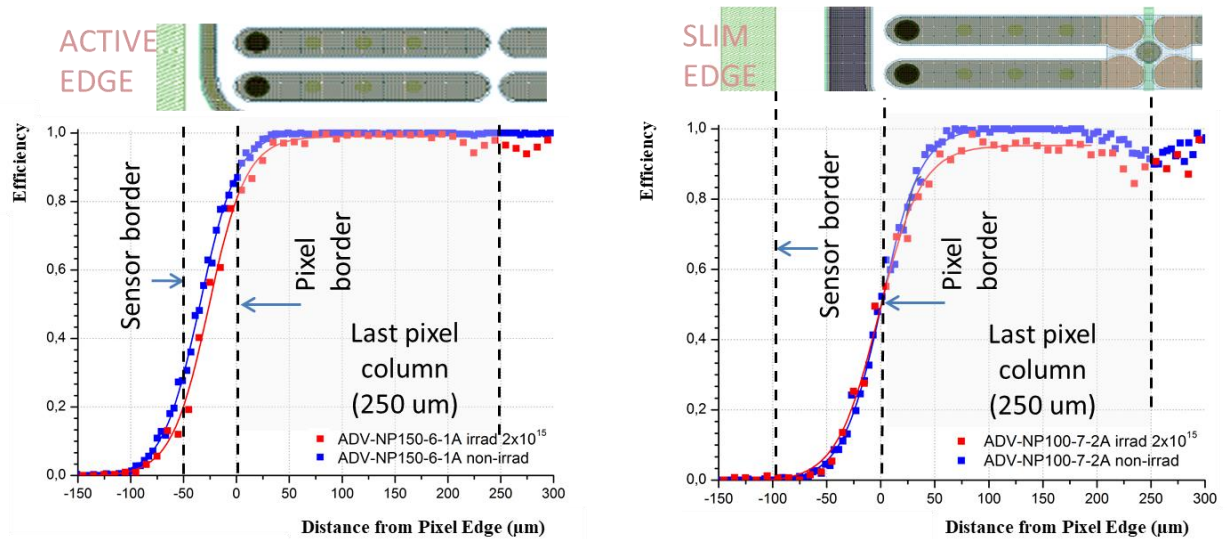 ACTIVE
EDGE
Efficiency
1,0
0,8
0,6
0,4
0,2
0,0
Sensor border
Pixel
border
Last pixel
column
(250 um)
ADV-NP150-6-1A irrad 2x10¹⁵
ADV-NP150-6-1A non-irrad
-150 -100 -50 0 50 100 150 200 250 300
Distance from Pixel Edge (µm)
SLIM
EDGE
Efficiency
1,0
0,8
0,6
0,4
0,2
0,0
Sensor border
Pixel
border
Last pixel
column
(250 um)
ADV-NP100-7-2A irrad 2x10¹⁵
ADV-NP100-7-2A non-irrad
-150 -100 -50 0 50 100 150 200 250 300
Distance from Pixel Edge (µm)